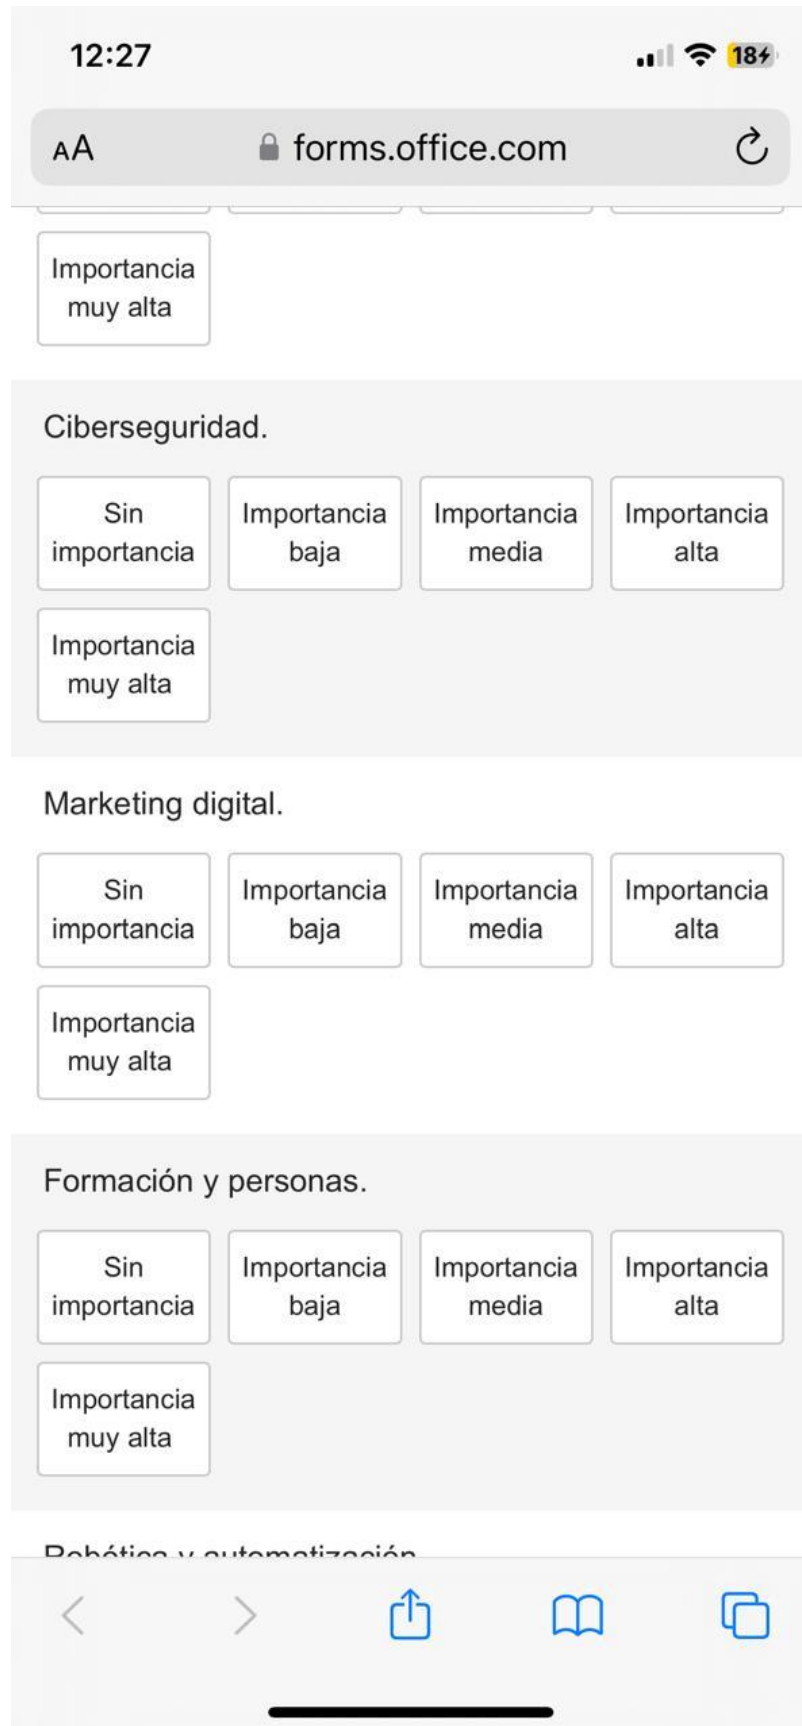 12:27
18
AA
forms.office.com
Importancia
muy alta
Ciberseguridad.
Sin importancia
Importancia baja
Importancia media
Importancia alta
Importancia
muy alta
Marketing digital.
Sin importancia
Importancia baja
Importancia media
Importancia alta
Importancia
muy alta
Formación y personas.
Sin importancia
Importancia baja
Importancia media
Importancia alta
Importancia
muy alta
Robótica y automatización